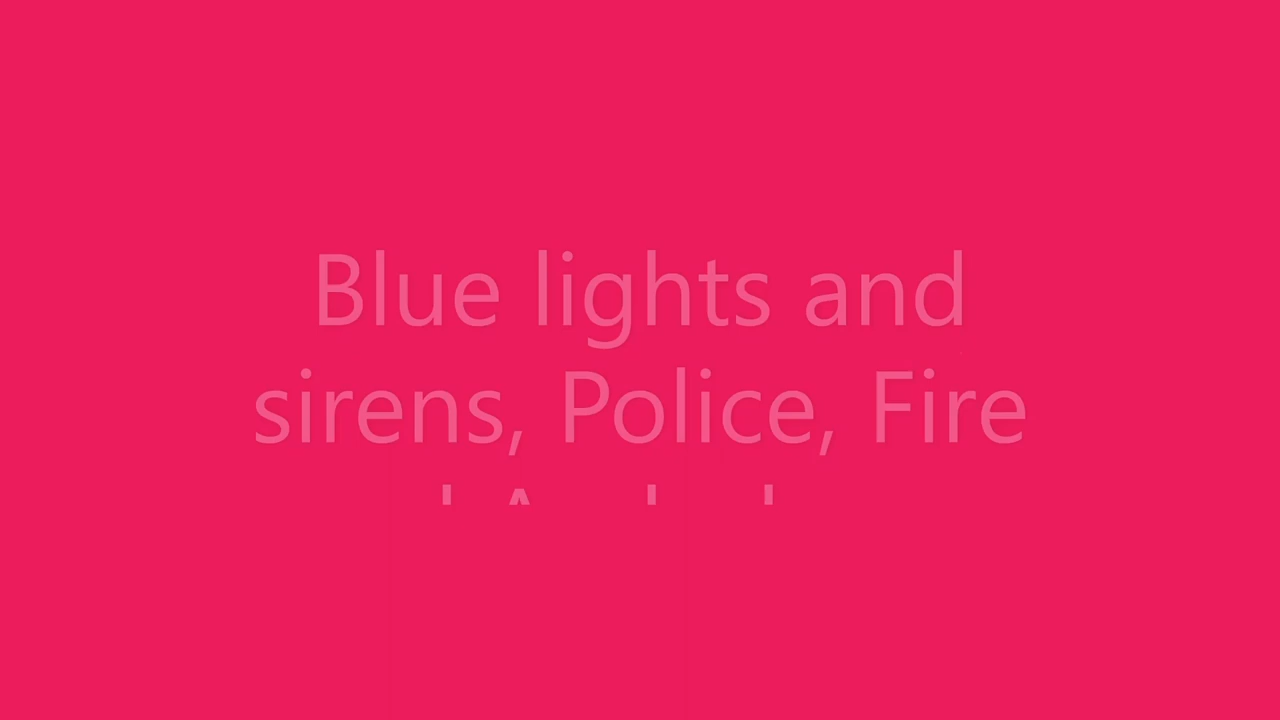 Blue lights and
sirens, Police, Fire